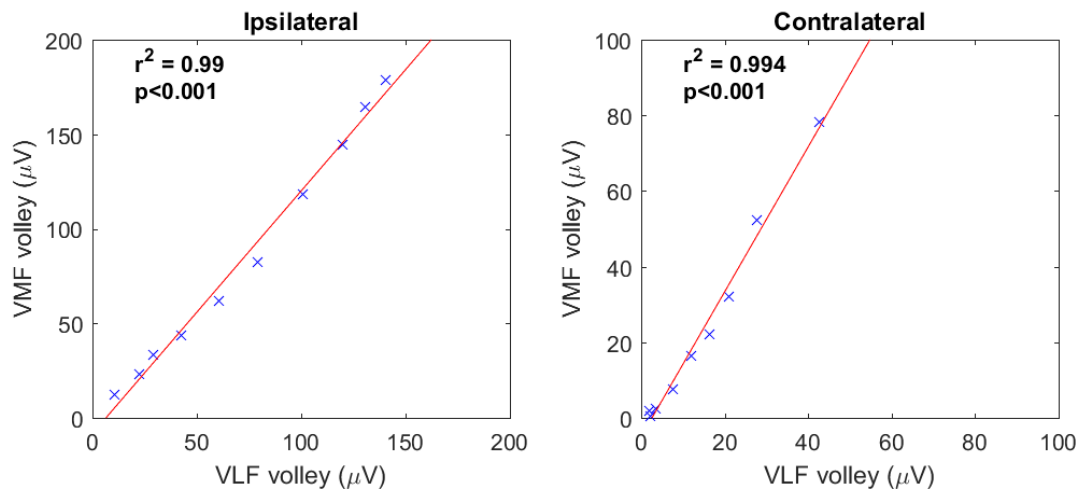 Ipsilateral
r² = 0.99
p<0.001
200
150
100
50
0
VMF volley (μV)
0 50 100 150 200
VLF volley (μV)
Contralateral
r² = 0.994
p<0.001
100
80
60
40
20
0
VMF volley (μV)
0 20 40 60 80 100
VLF volley (μV)